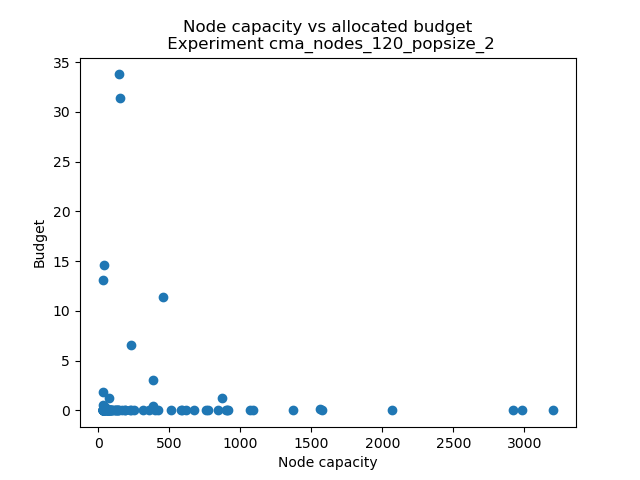 Node capacity vs allocated budget
Experiment cma_nodes_120_popsize_2
35
30
25
20
15
10
5
0
Budget
0 500 1000 1500 2000 2500 3000
Node capacity